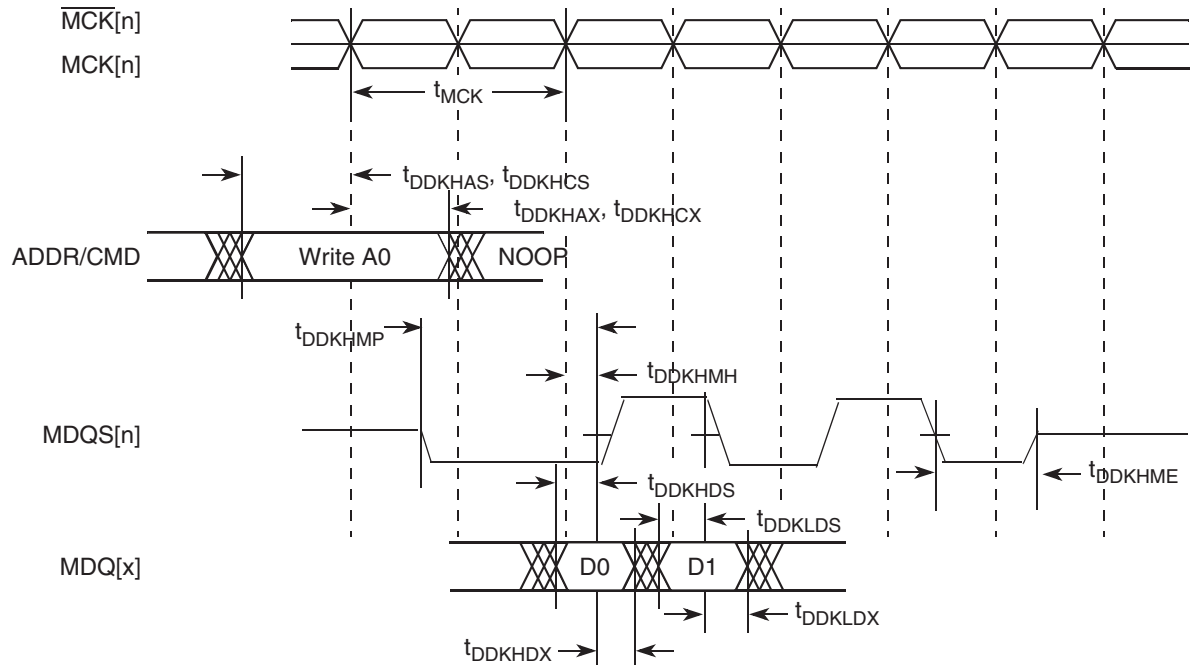 MCK[n]
MCK[n]
tMCK
tDDKHAS, tDDKHCS
tDDKHAX, tDDKHCX
ADDR/CMD
Write A0
NOOP
tDDKHMP
tDDKHMH
MDQS[n]
tDDKHME
tDDKHDS
tDDKLDS
MDQ[x]
D0
D1
tDDKLDX
tDDKHDX